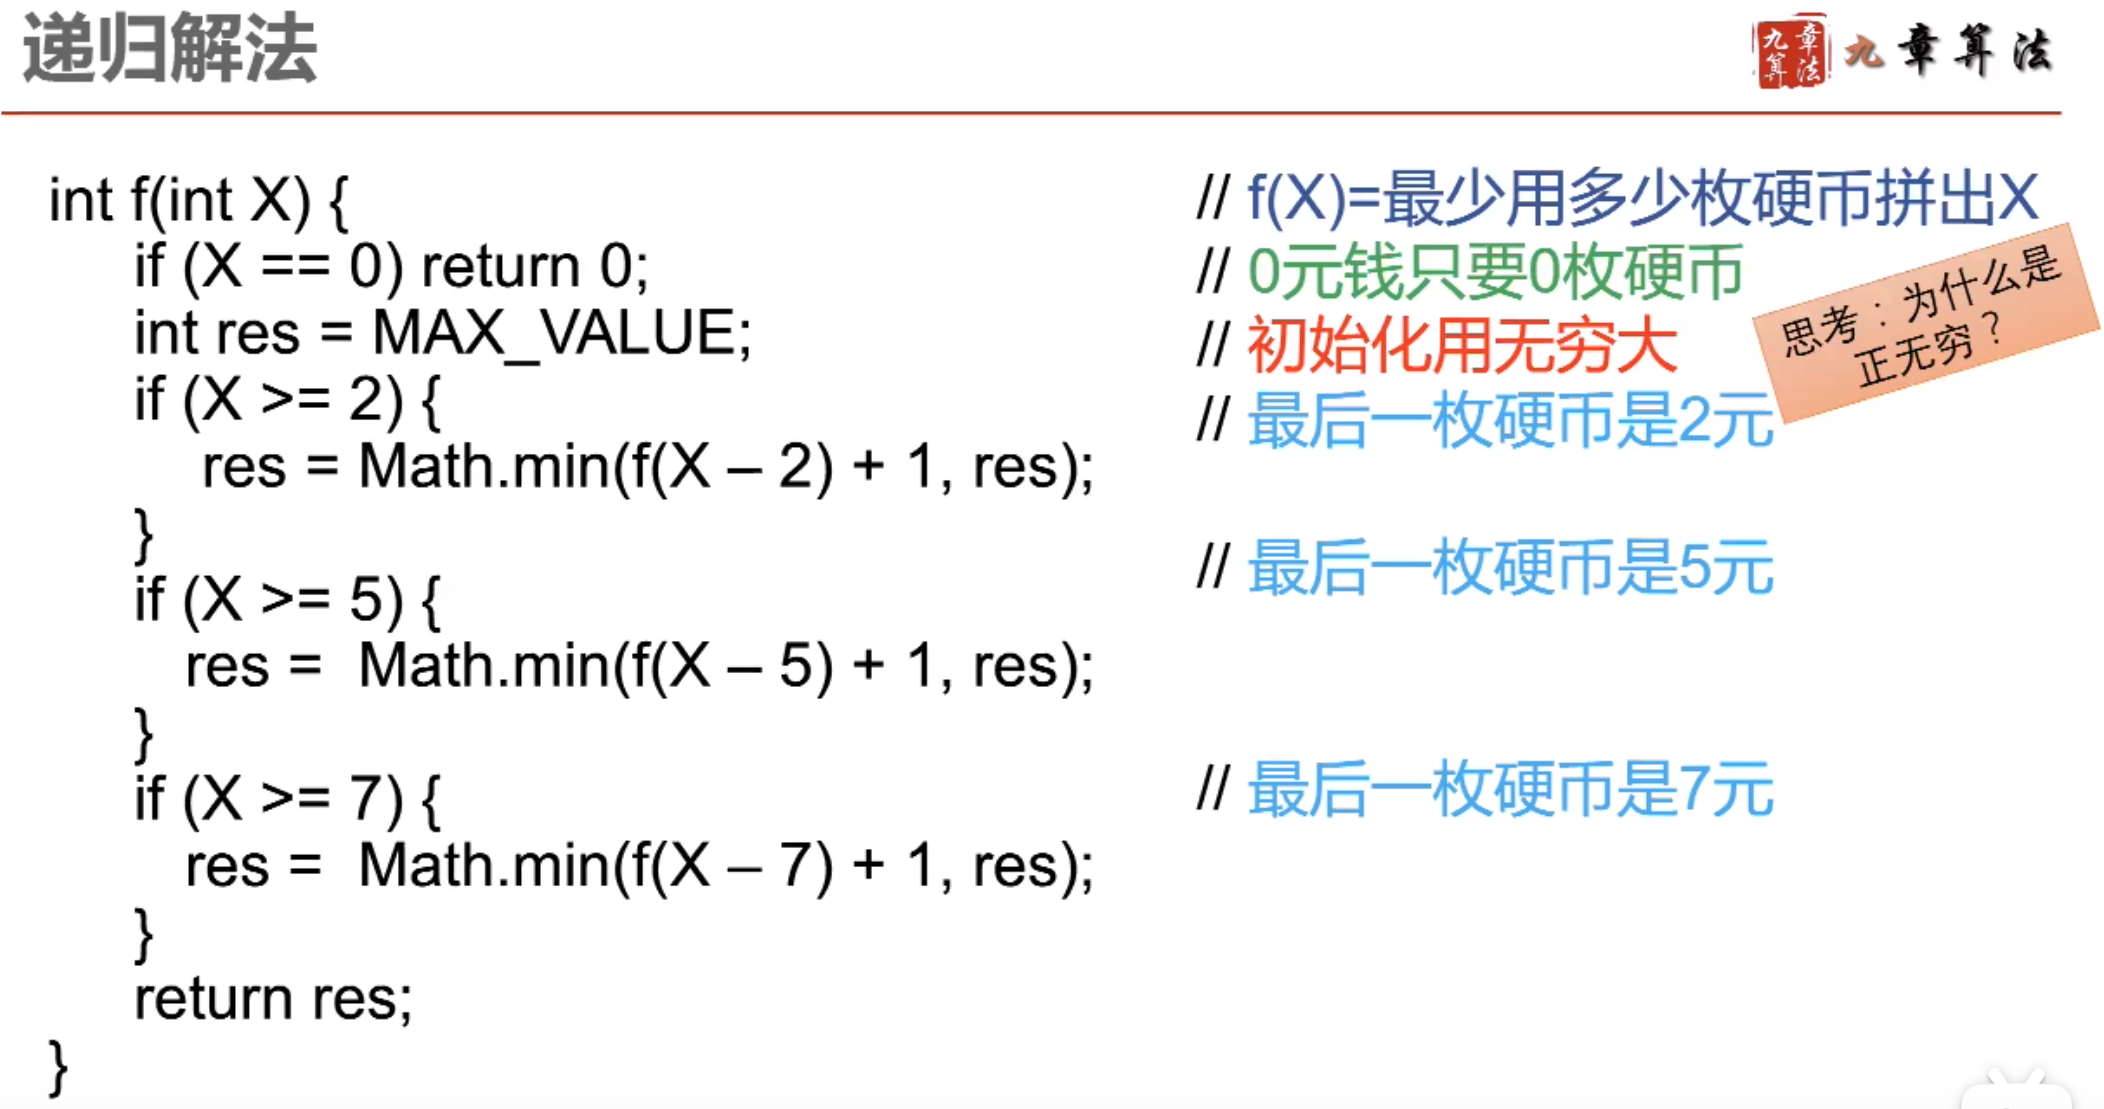 递归解法
九章算法
九章算法
int f(int X) {
// f(X)=最少用多少枚硬币拼出X
if (X == 0) return 0;
// 0元钱只要0枚硬币
int res = MAX_VALUE;
// 初始化用无穷大
思考：为什么是
正无穷？
if (X >= 2) {
// 最后一枚硬币是2元
res = Math.min(f(X – 2) + 1, res);
}
// 最后一枚硬币是5元
if (X >= 5) {
res = Math.min(f(X – 5) + 1, res);
}
if (X >= 7) {
// 最后一枚硬币是7元
res = Math.min(f(X – 7) + 1, res);
}
return res;
}